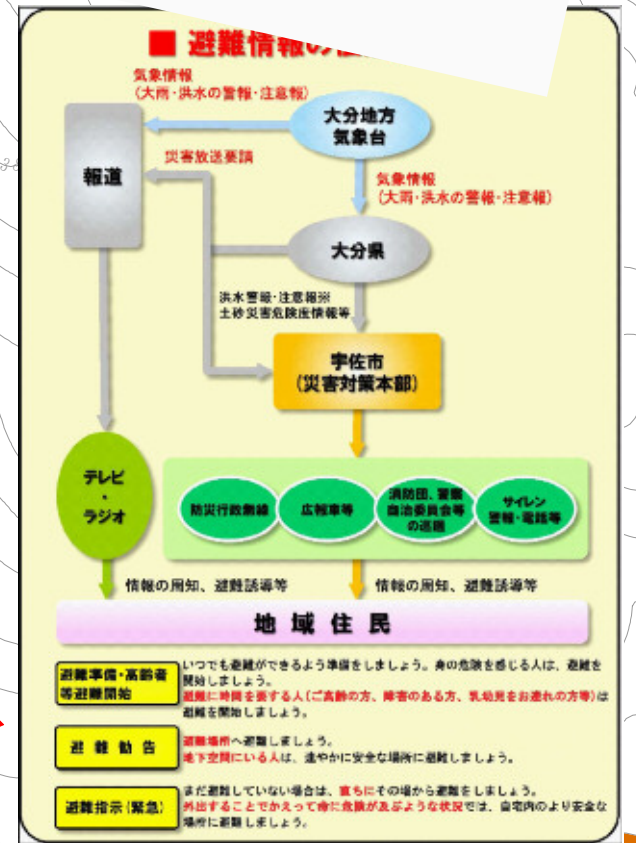 ■ 避難情報の
気象情報
(大雨・洪水の警報・注意報)
大分地方
気象台
災害放送要請
報道
気象情報
(大雨・洪水の警報・注意報)
大分県
洪水警報・注意報※
土砂災害危険度情報等
宇佐市
(災害対策本部)
テレビ
・
ラジオ
防災行政無線
広報車等
消防団、警察
自治委員会等
の巡回
サイレン
警報・電話等
情報の周知、避難誘導等
情報の周知、避難誘導等
地域住民
避難準備・高齢者
等避難開始
いつでも避難ができるよう準備をしましょう。身の危険を感じる人は、避難を
開始しましょう。
避難に時間を要する人(ご高齢の方、障害のある方、乳幼児をお連れの方等)は
避難を開始しましょう。
避難勧告
避難場所へ避難しましょう。
地下空間にいる人は、速やかに安全な場所に避難しましょう。
避難指示(緊急)
まだ避難していない場合は、直ちにその場から避難をしましょう。
外出することでかえって命に危険が及ぶような状況では、自宅内のより安全な
場所に避難しましょう。